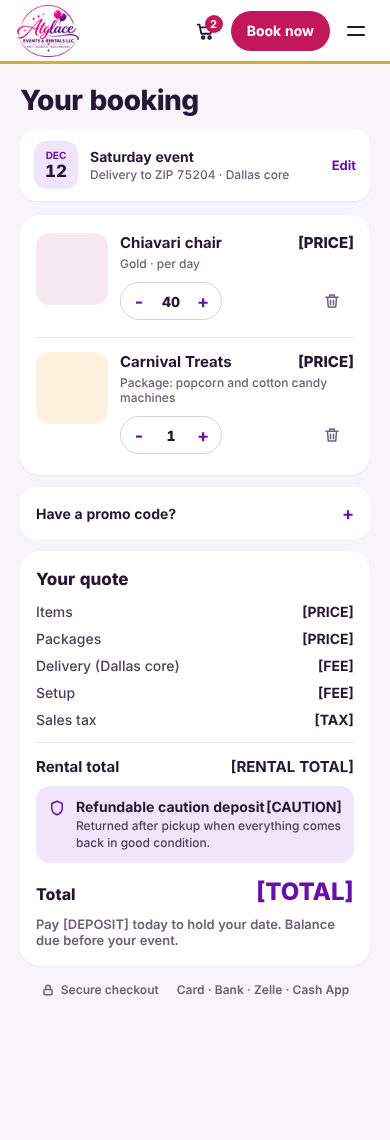 Atglace
EVENTS & RENTALS LLC
2
Book now
Your booking
DEC
12
Saturday event
Delivery to ZIP 75204 · Dallas core
Edit
Chiavari chair
[PRICE]
Gold · per day
- 40 +
Carnival Treats
[PRICE]
Package: popcorn and cotton candy
machines
- 1 +
Have a promo code?
+
Your quote
Items [PRICE]
Packages [PRICE]
Delivery (Dallas core) [FEE]
Setup [FEE]
Sales tax [TAX]
Rental total [RENTAL TOTAL]
Refundable caution deposit [CAUTION]
Returned after pickup when everything comes
back in good condition.
Total [TOTAL]
Pay [DEPOSIT] today to hold your date. Balance
due before your event.
Secure checkout
Card · Bank · Zelle · Cash App